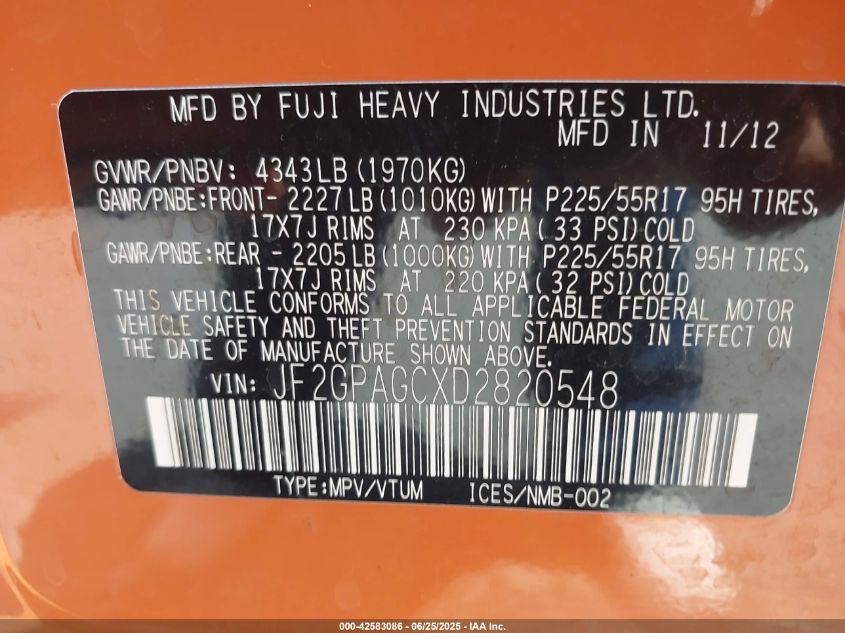 MFD BY FUJI HEAVY INDUSTRIES LTD.
MFD IN 11/12
GVWR/PNBV: 4343LB (1970KG)
GAWR/PNBE:FRONT- 2227 LB (1010KG) WITH P225/55R17 95H TIRES,
17X7J RIMS AT 230 KPA ( 33 PSI) COLD
GAWR/PNBE:REAR - 2205 LB (1000KG) WITH P225/55R17 95H TIRES,
17X7J RIMS AT 220 KPA ( 32 PSI) COLD
THIS VEHICLE CONFORMS TO ALL APPLICABLE FEDERAL MOTOR
VEHICLE SAFETY AND THEFT PREVENTION STANDARDS IN EFFECT ON
THE DATE OF MANUFACTURE SHOWN ABOVE.
VIN: JF2GPAGCXD2820548
TYPE:MPV/VTUM ICES/NMB-002
000-42583086 - 06/25/2025 - IAA Inc.